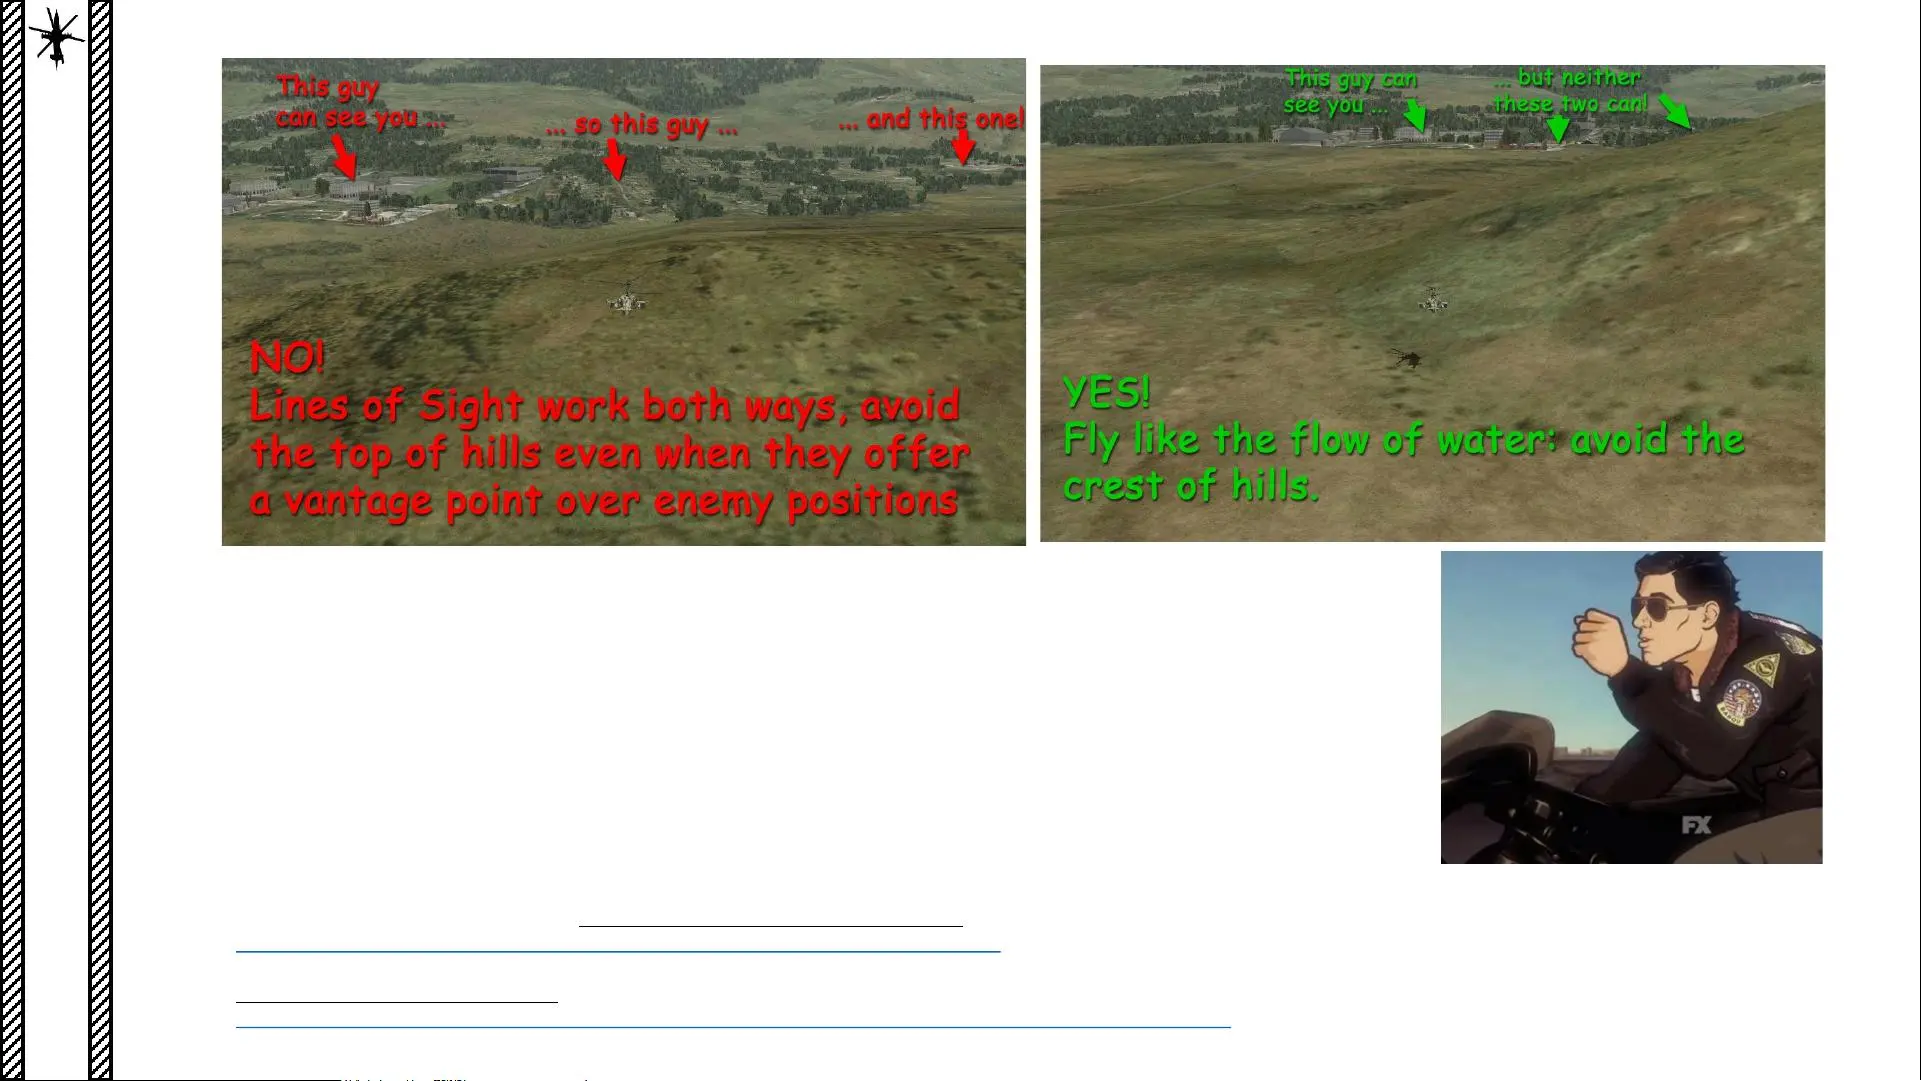 This guy
can see you ...
... so this guy ...
... and this one!
NO!
Lines of Sight work both ways, avoid
the top of hills even when they offer
a vantage point over enemy positions
This guy can
see you ...
... but neither
these two can!
YES!
Fly like the flow of water: avoid the
crest of hills.
FX